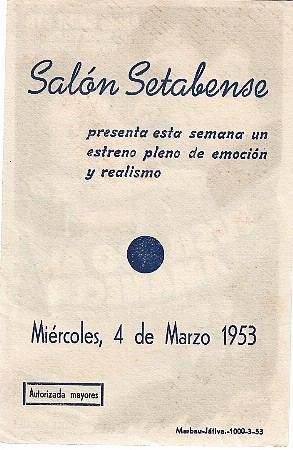 Salón Setabense
presenta esta semana un
estreno pleno de emoción
y realismo
Miércoles, 4 de Marzo 1953
Autorizada mayores
Marbau-Játiva.-1000-3-53